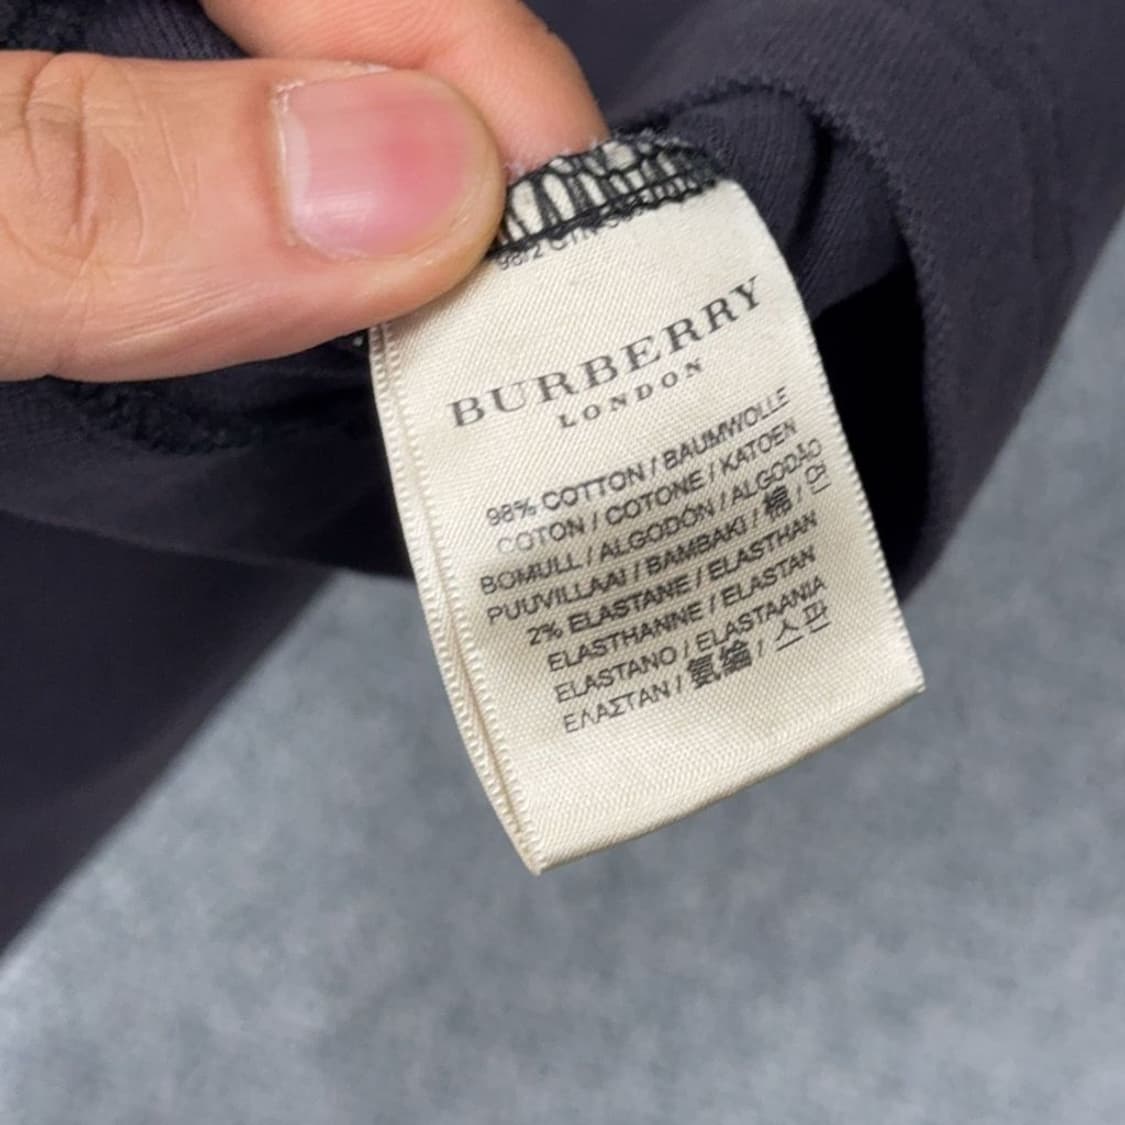 BURBERRY
LONDON
98% COTTON / BAUMWOLLE
COTON / COTONE / KATOEN
BOMULL / ALGODÓN / ALGODÃO
PUUVILLAAI / BAMBAKI / 棉 / 면
2% ELASTANE / ELASTHAN
ELASTHANNE / ELASTAN
ELASTANO / ELASTAANIA
ΕΛΑΣΤΑΝ / 氨綸 / 스판